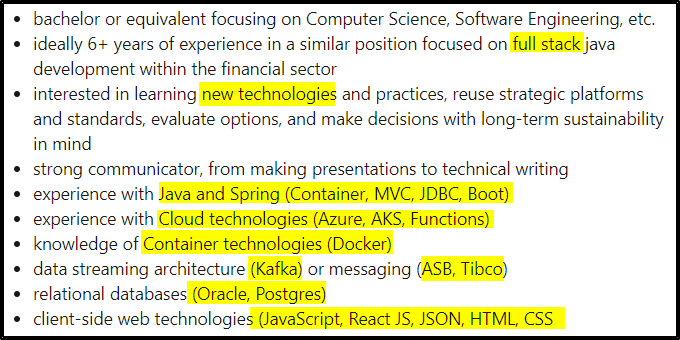 • bachelor or equivalent focusing on Computer Science, Software Engineering, etc.
• ideally 6+ years of experience in a similar position focused on full stack java
development within the financial sector
• interested in learning new technologies and practices, reuse strategic platforms
and standards, evaluate options, and make decisions with long-term sustainability
in mind
• strong communicator, from making presentations to technical writing
• experience with Java and Spring (Container, MVC, JDBC, Boot)
• experience with Cloud technologies (Azure, AKS, Functions)
• knowledge of Container technologies (Docker)
• data streaming architecture (Kafka) or messaging (ASB, Tibco)
• relational databases (Oracle, Postgres)
• client-side web technologies (JavaScript, React JS, JSON, HTML, CSS